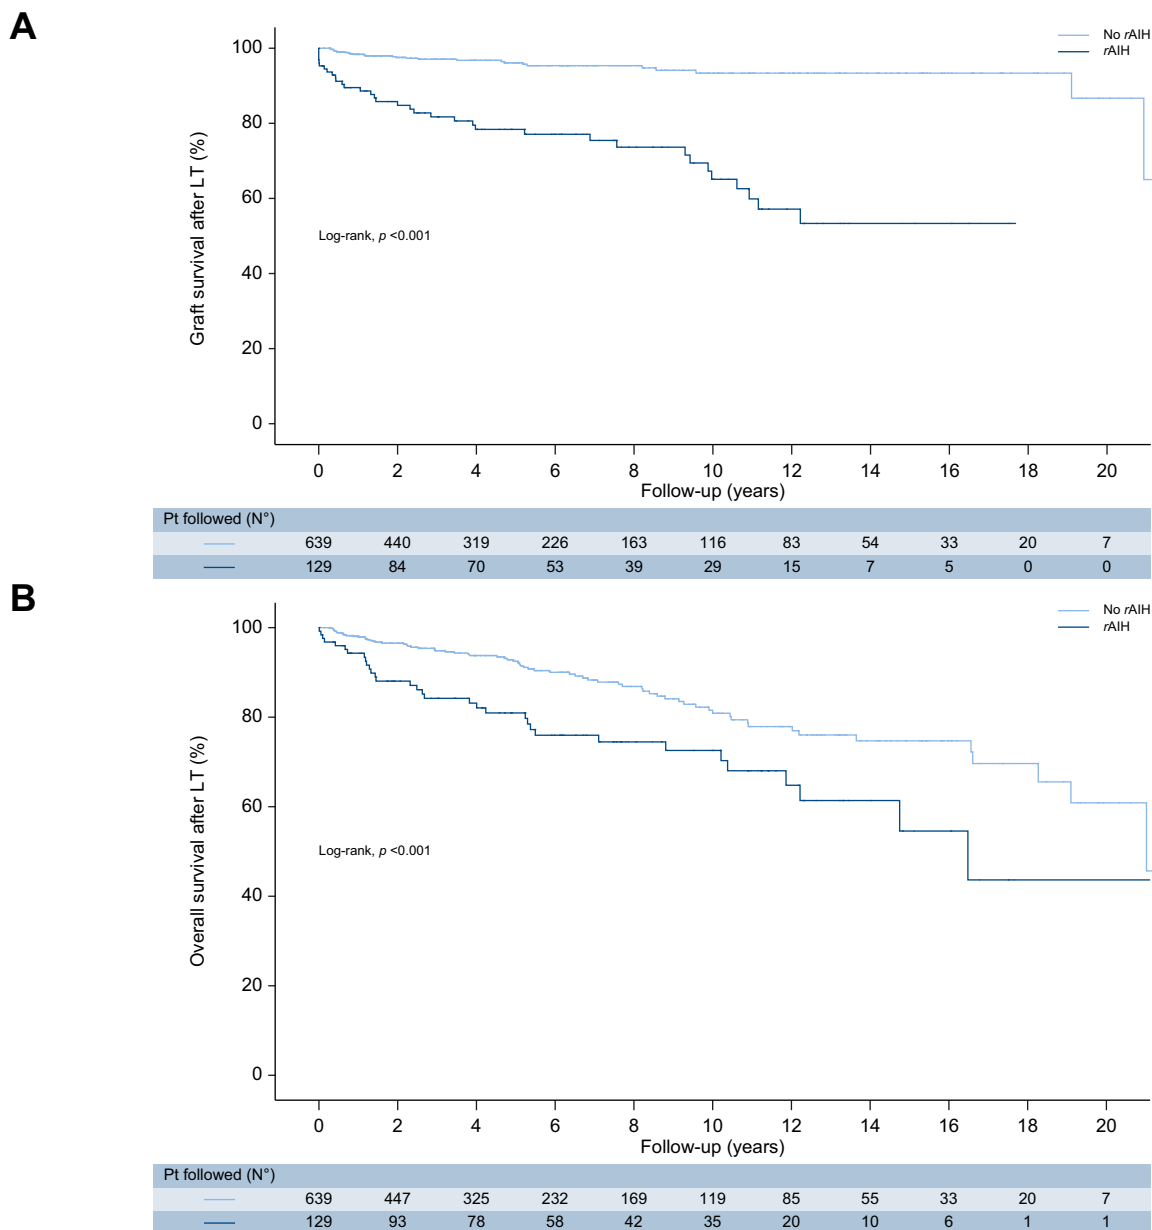 A
No rAIH
rAIH
100
80
60
40
20
0
Graft survival after LT (%)
Log-rank, p <0.001
0 2 4 6 8 10 12 14 16 18 20
Follow-up (years)
Pt followed (N°)
639 440 319 226 163 116 83 54 33 20 7
129 84 70 53 39 29 15 7 5 0 0
B
No rAIH
rAIH
100
80
60
40
20
0
Overall survival after LT (%)
Log-rank, p <0.001
0 2 4 6 8 10 12 14 16 18 20
Follow-up (years)
Pt followed (N°)
639 447 325 232 169 119 85 55 33 20 7
129 93 78 58 42 35 20 10 6 1 1